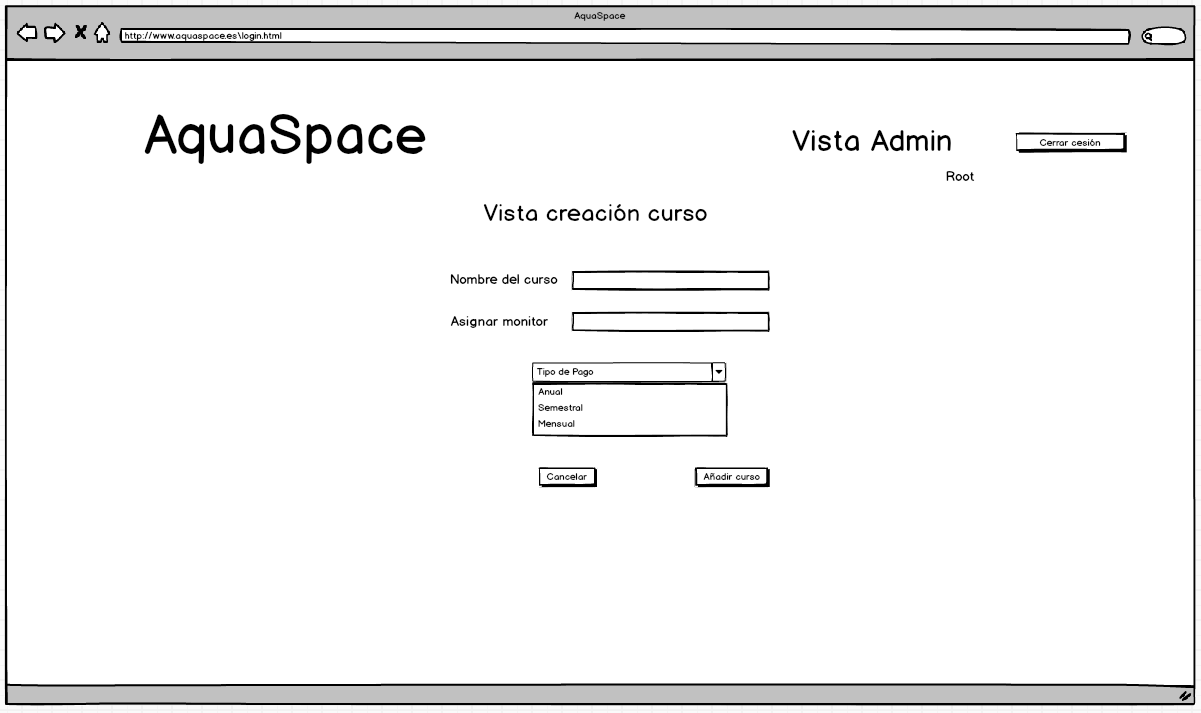 AquaSpace
http://www.aquaspace.es\login.html
AquaSpace
Vista Admin
Cerrar cesión
Root
Vista creación curso
Nombre del curso
Asignar monitor
Tipo de Pago
Anual
Semestral
Mensual
Cancelar
Añadir curso